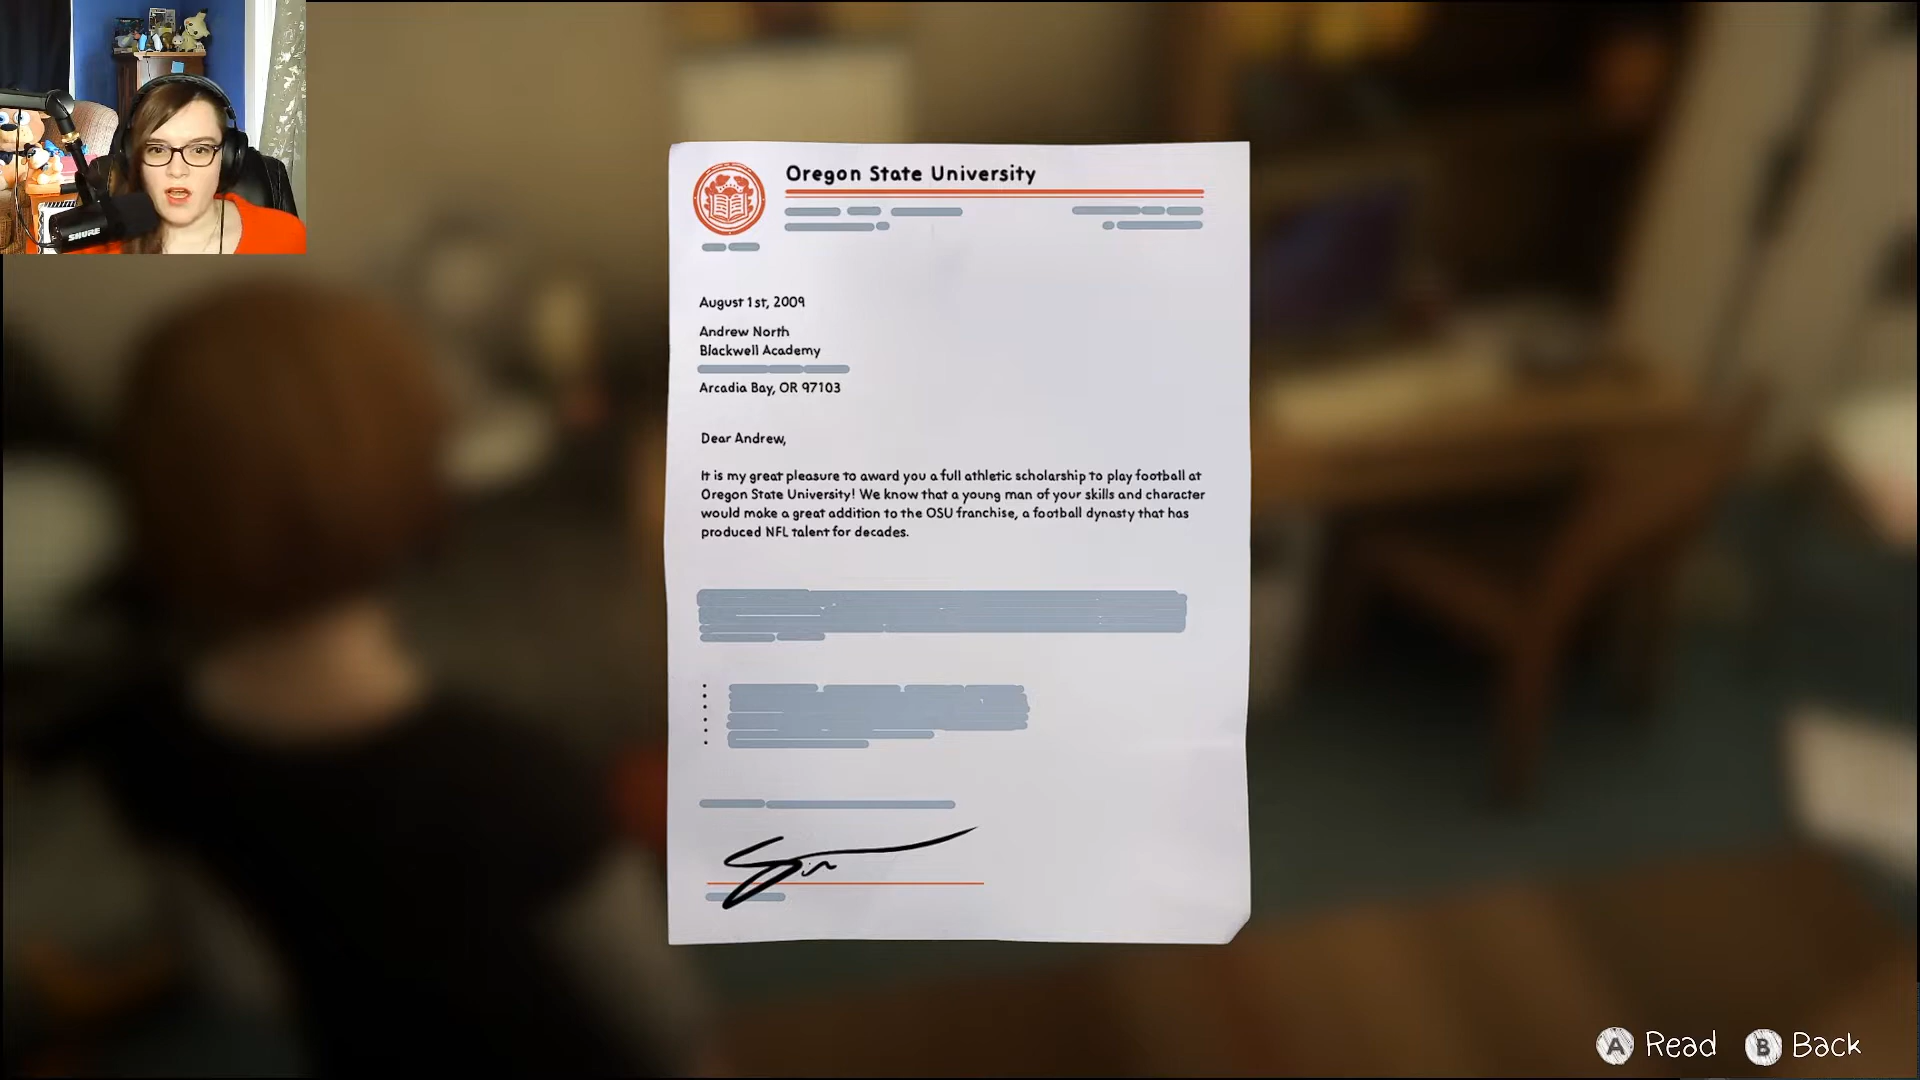 SHURE
Oregon State University
August 1st, 2009
Andrew North
Blackwell Academy
Arcadia Bay, OR 97103
Dear Andrew,
It is my great pleasure to award you a full athletic scholarship to play football at
Oregon State University! We know that a young man of your skills and character
would make a great addition to the OSU franchise, a football dynasty that has
produced NFL talent for decades.
A Read B Back